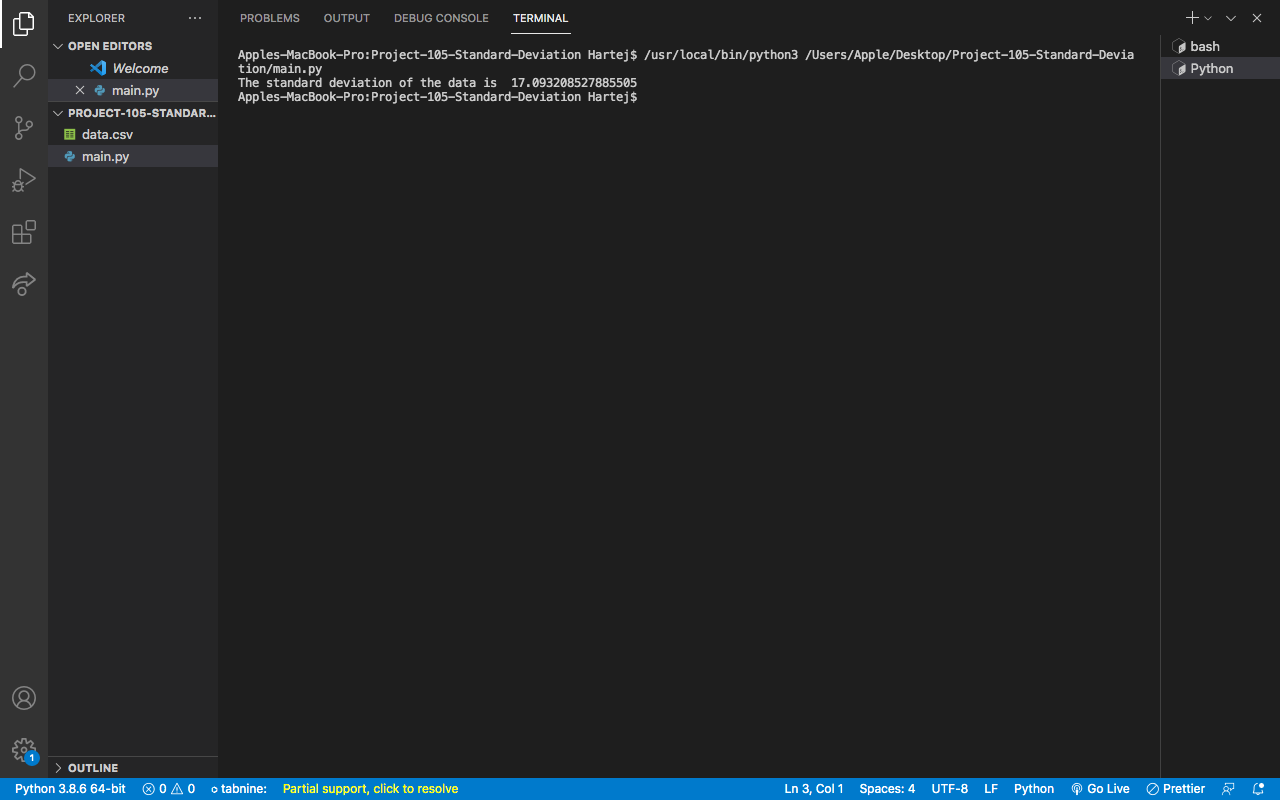 EXPLORER
OPEN EDITORS
Welcome
main.py
PROJECT-105-STANDAR...
data.csv
main.py
OUTLINE
PROBLEMS OUTPUT DEBUG CONSOLE TERMINAL
Apples-MacBook-Pro:Project-105-Standard-Deviation Hartej$ /usr/local/bin/python3 /Users/Apple/Desktop/Project-105-Standard-Devia
tion/main.py
The standard deviation of the data is  17.093208527885505
Apples-MacBook-Pro:Project-105-Standard-Deviation Hartej$
bash
Python
1
Python 3.8.6 64-bit 0 0 tabnine: Partial support, click to resolve Ln 3, Col 1 Spaces: 4 UTF-8 LF Python Go Live Prettier